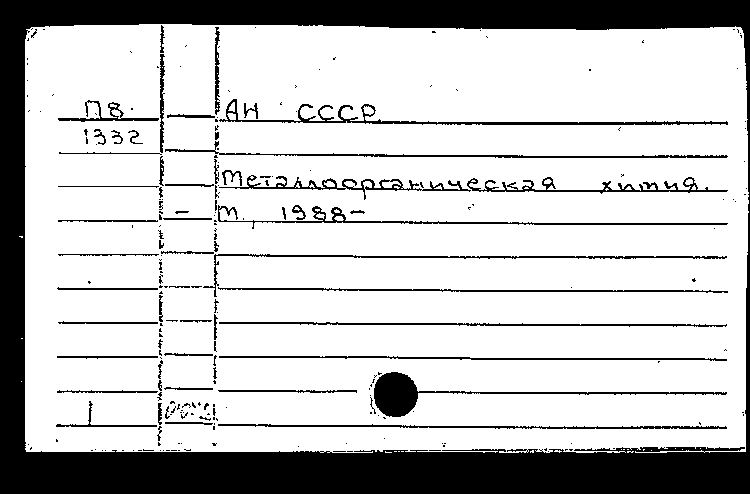 П8. АН СССР
1332
Металлоорганическая химия.
– М., 1988–
1